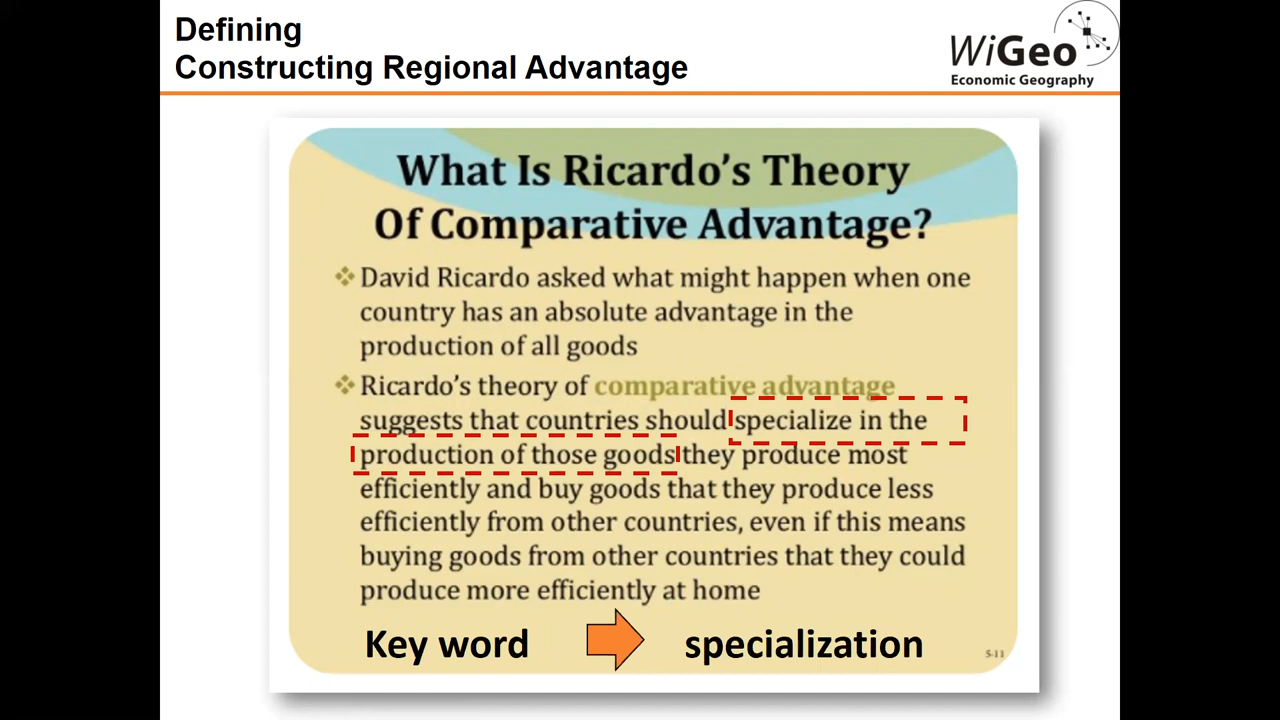 Defining
Constructing Regional Advantage
WiGeo
Economic Geography
What Is Ricardo's Theory
Of Comparative Advantage?
David Ricardo asked what might happen when one
country has an absolute advantage in the
production of all goods
Ricardo's theory of comparative advantage
suggests that countries should specialize in the
production of those goods they produce most
efficiently and buy goods that they produce less
efficiently from other countries, even if this means
buying goods from other countries that they could
produce more efficiently at home
Key word specialization
5-11